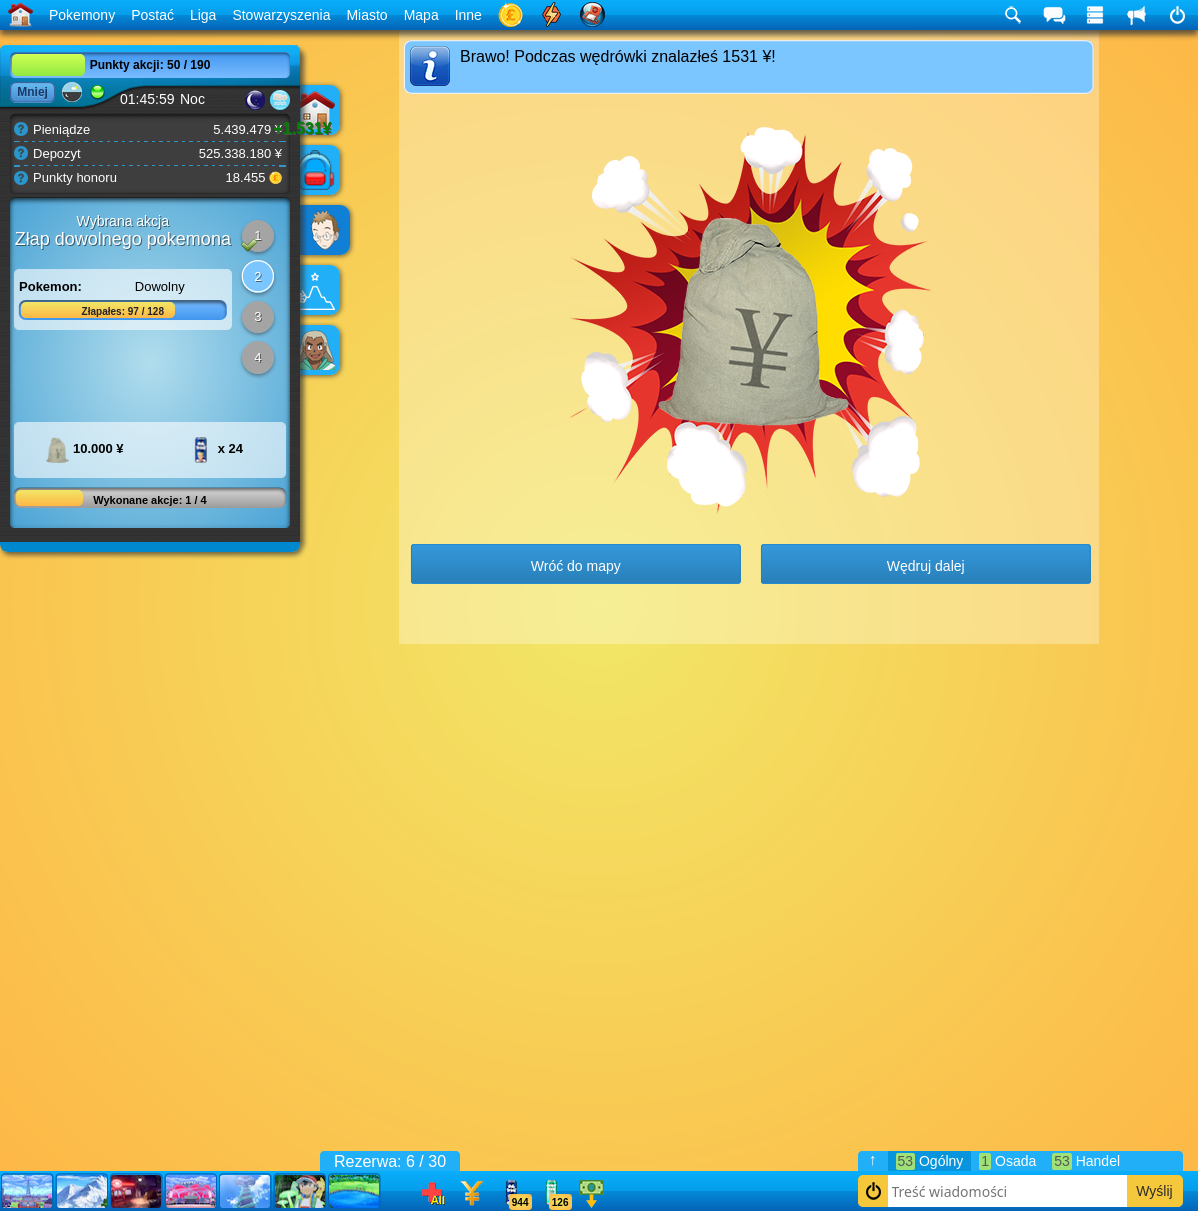 Pokemony Postać Liga Stowarzyszenia Miasto Mapa Inne
Punkty akcji: 50 / 190
Mniej
01:45:59 Noc
Pieniądze 5.439.479 ¥
+1.531¥
Depozyt 525.338.180 ¥
Punkty honoru 18.455
Wybrana akcja
Złap dowolnego pokemona
1
2
3
4
Pokemon: Dowolny
Złapałeś: 97 / 128
10.000 ¥ x 24
Wykonane akcje: 1 / 4
Brawo! Podczas wędrówki znalazłeś 1531 ¥!
¥
Wróć do mapy Wędruj dalej
Rezerwa: 6 / 30
All
944
126
↑ 53 Ogólny 1 Osada 53 Handel
Treść wiadomości Wyślij